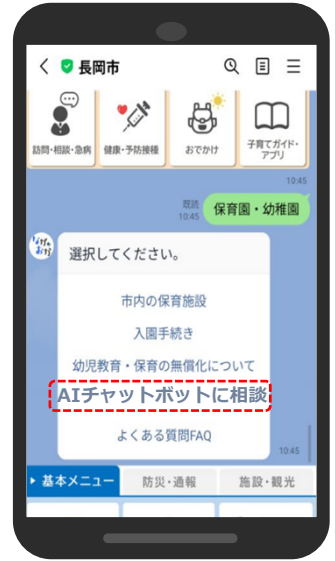 長岡市
訪問・相談・急病
健康・予防接種
おでかけ
子育てガイド・
アプリ
10:45
既読
10:45
保育園・幼稚園
選択してください。
市内の保育施設
入園手続き
幼児教育・保育の無償化について
AIチャットボットに相談
よくある質問FAQ
10:45
基本メニュー
防災・通報
施設・観光